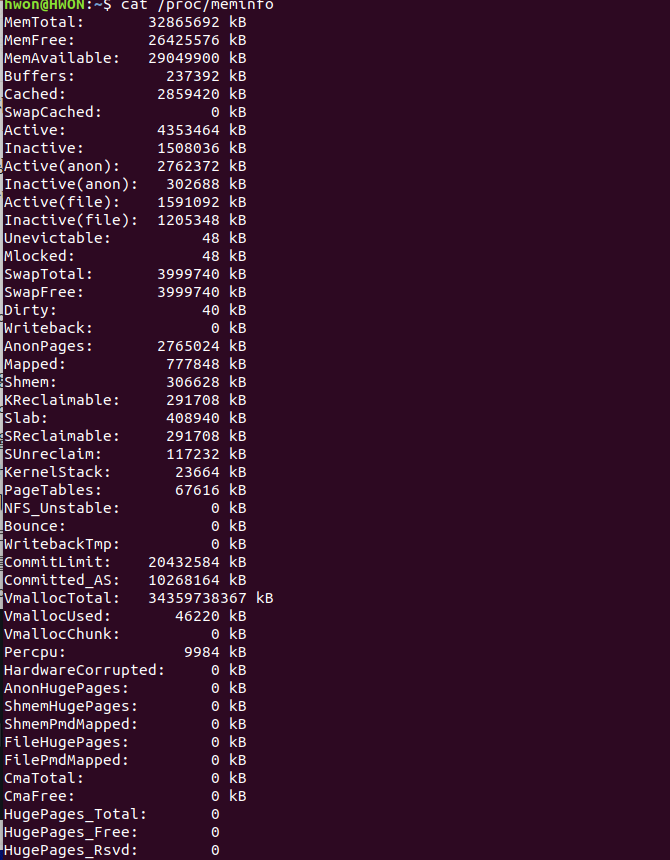 hwon@HWON:~$ cat /proc/meminfo
MemTotal:       32865692 kB
MemFree:        26425576 kB
MemAvailable:   29049900 kB
Buffers:          237392 kB
Cached:          2859420 kB
SwapCached:            0 kB
Active:          4353464 kB
Inactive:        1508036 kB
Active(anon):    2762372 kB
Inactive(anon):   302688 kB
Active(file):    1591092 kB
Inactive(file):  1205348 kB
Unevictable:          48 kB
Mlocked:              48 kB
SwapTotal:       3999740 kB
SwapFree:        3999740 kB
Dirty:                40 kB
Writeback:             0 kB
AnonPages:       2765024 kB
Mapped:           777848 kB
Shmem:            306628 kB
KReclaimable:     291708 kB
Slab:             408940 kB
SReclaimable:     291708 kB
SUnreclaim:       117232 kB
KernelStack:       23664 kB
PageTables:        67616 kB
NFS_Unstable:          0 kB
Bounce:                0 kB
WritebackTmp:          0 kB
CommitLimit:    20432584 kB
Committed_AS:   10268164 kB
VmallocTotal:   34359738367 kB
VmallocUsed:       46220 kB
VmallocChunk:          0 kB
Percpu:             9984 kB
HardwareCorrupted:     0 kB
AnonHugePages:         0 kB
ShmemHugePages:        0 kB
ShmemPmdMapped:        0 kB
FileHugePages:         0 kB
FilePmdMapped:         0 kB
CmaTotal:              0 kB
CmaFree:               0 kB
HugePages_Total:       0
HugePages_Free:        0
HugePages_Rsvd:        0